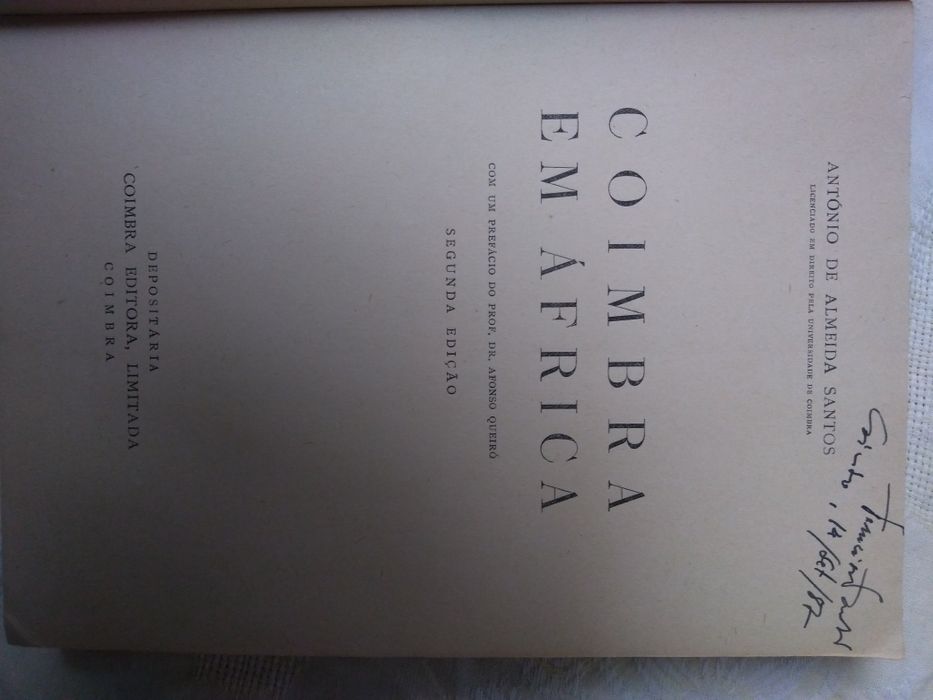 ANTÓNIO DE ALMEIDA SANTOS
LICENCIADO EM DIREITO PELA UNIVERSIDADE DE COIMBRA
COIMBRA
EM ÁFRICA
COM UM PREFÁCIO DO PROF. DR. AFONSO QUEIRÓ
SEGUNDA EDIÇÃO
DEPOSITÁRIA
COIMBRA EDITORA, LIMITADA
COIMBRA